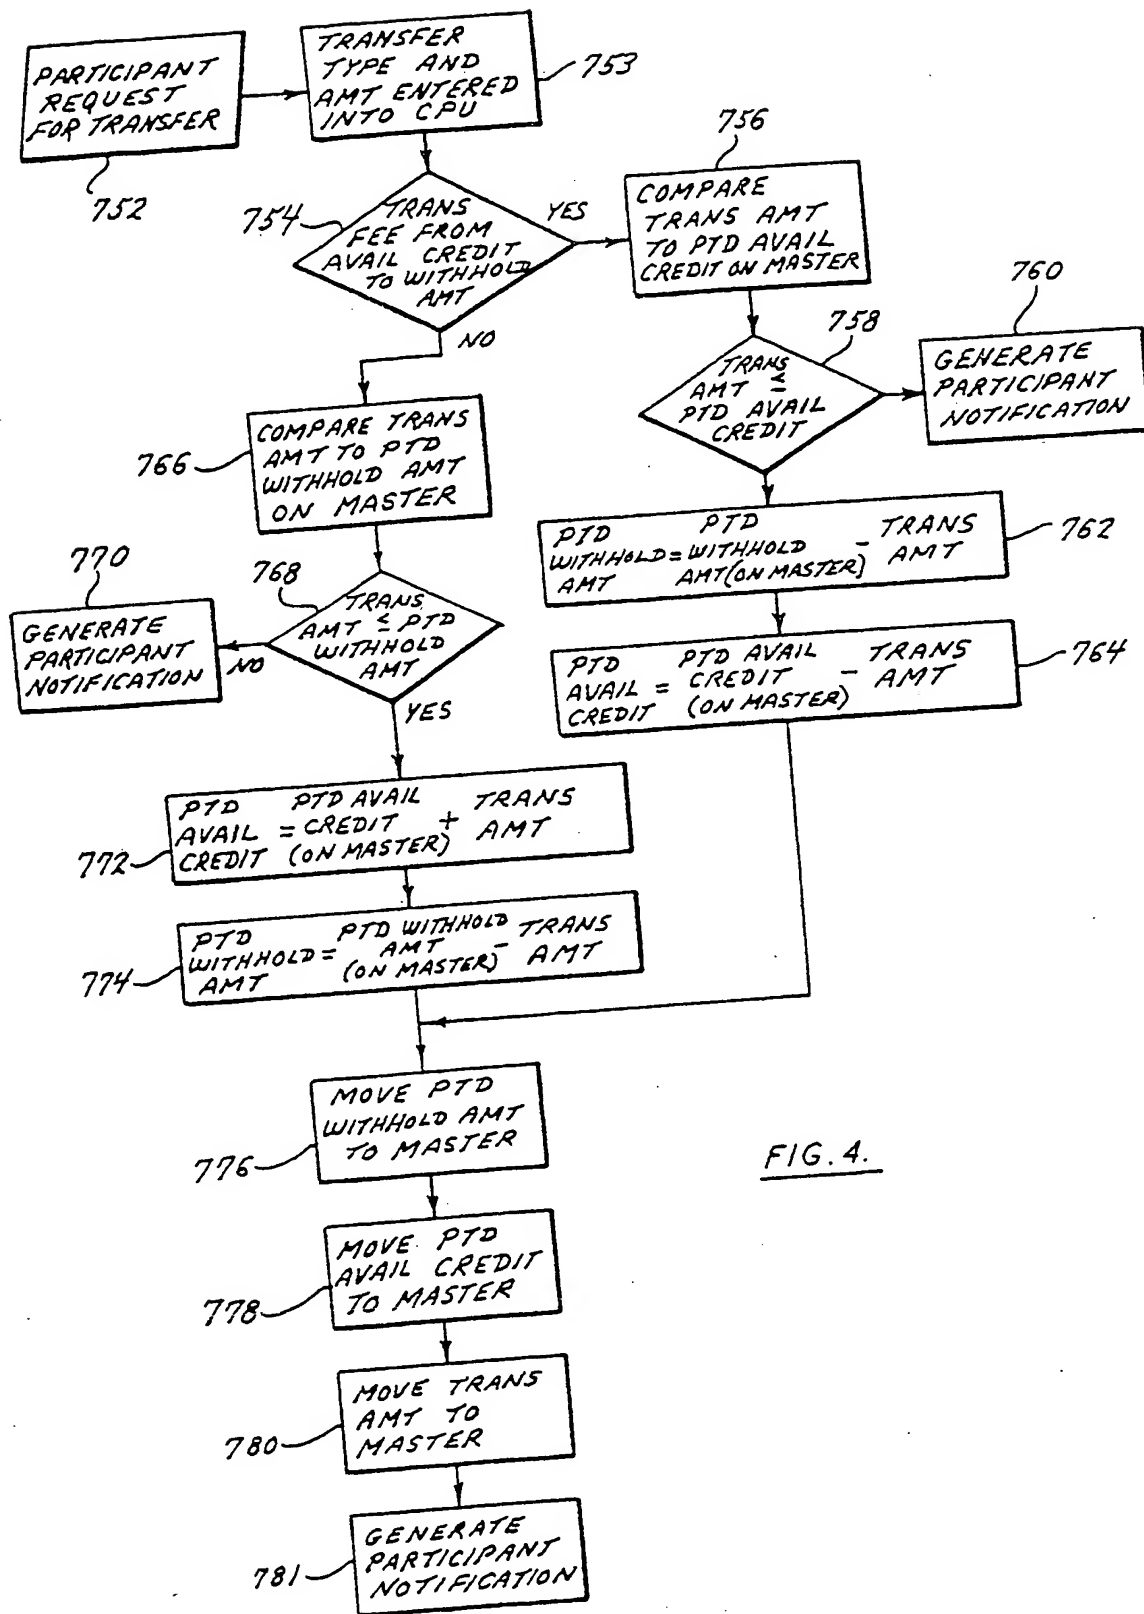 PARTICIPANT
REQUEST
FOR TRANSFER
752
TRANSFER
TYPE AND
AMT ENTERED
INTO CPU
753
754
TRANS
FEE FROM
AVAIL CREDIT
TO WITHHOLD
AMT
YES
NO
756
COMPARE
TRANS AMT
TO PTD AVAIL
CREDIT ON MASTER
758
TRANS
AMT ≤
PTD AVAIL
CREDIT
760
GENERATE
PARTICIPANT
NOTIFICATION
766
COMPARE TRANS
AMT TO PTD
WITHHOLD AMT
ON MASTER
762
PTD PTD
WITHHOLD = WITHHOLD - TRANS
AMT AMT (ON MASTER) AMT
764
PTD PTD AVAIL TRANS
AVAIL = CREDIT - AMT
CREDIT (ON MASTER)
768
TRANS
AMT ≤ PTD
WITHHOLD
AMT
NO
YES
770
GENERATE
PARTICIPANT
NOTIFICATION
772
PTD PTD AVAIL TRANS
AVAIL = CREDIT + AMT
CREDIT (ON MASTER)
774
PTD PTD WITHHOLD TRANS
WITHHOLD = AMT - AMT
AMT (ON MASTER)
776
MOVE PTD
WITHHOLD AMT
TO MASTER
FIG. 4.
778
MOVE PTD
AVAIL CREDIT
TO MASTER
780
MOVE TRANS
AMT TO
MASTER
781
GENERATE
PARTICIPANT
NOTIFICATION